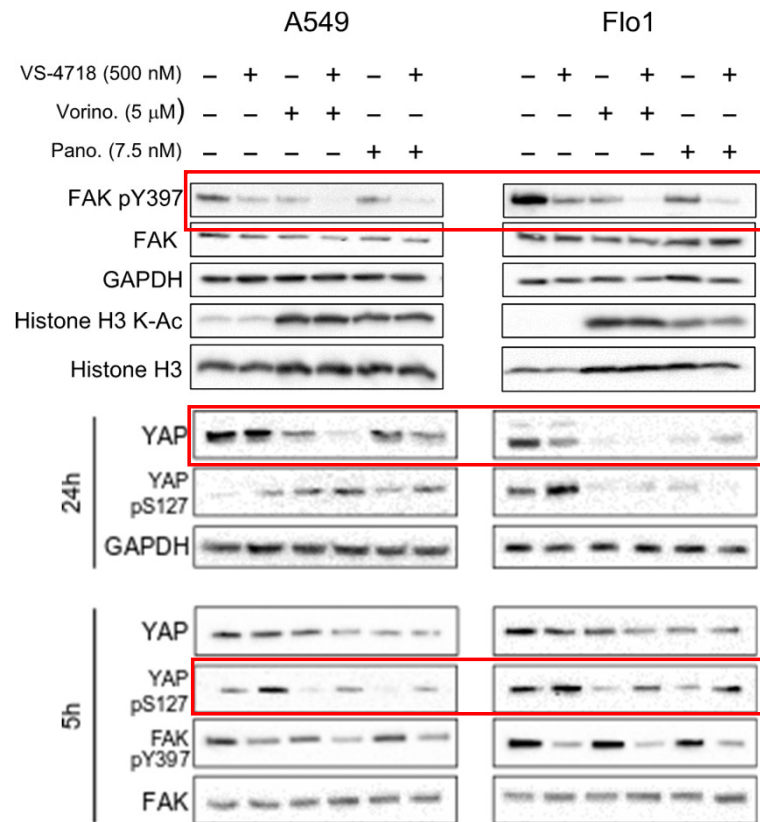 A549 Flo1
VS-4718 (500 nM) – + – + – + – + – + – +
Vorino. (5 μM) – – + + – – – – + + – –
Pano. (7.5 nM) – – – – + + – – – – + +
FAK pY397
FAK
GAPDH
Histone H3 K-Ac
Histone H3
24h
YAP
YAP
pS127
GAPDH
5h
YAP
YAP
pS127
FAK
pY397
FAK